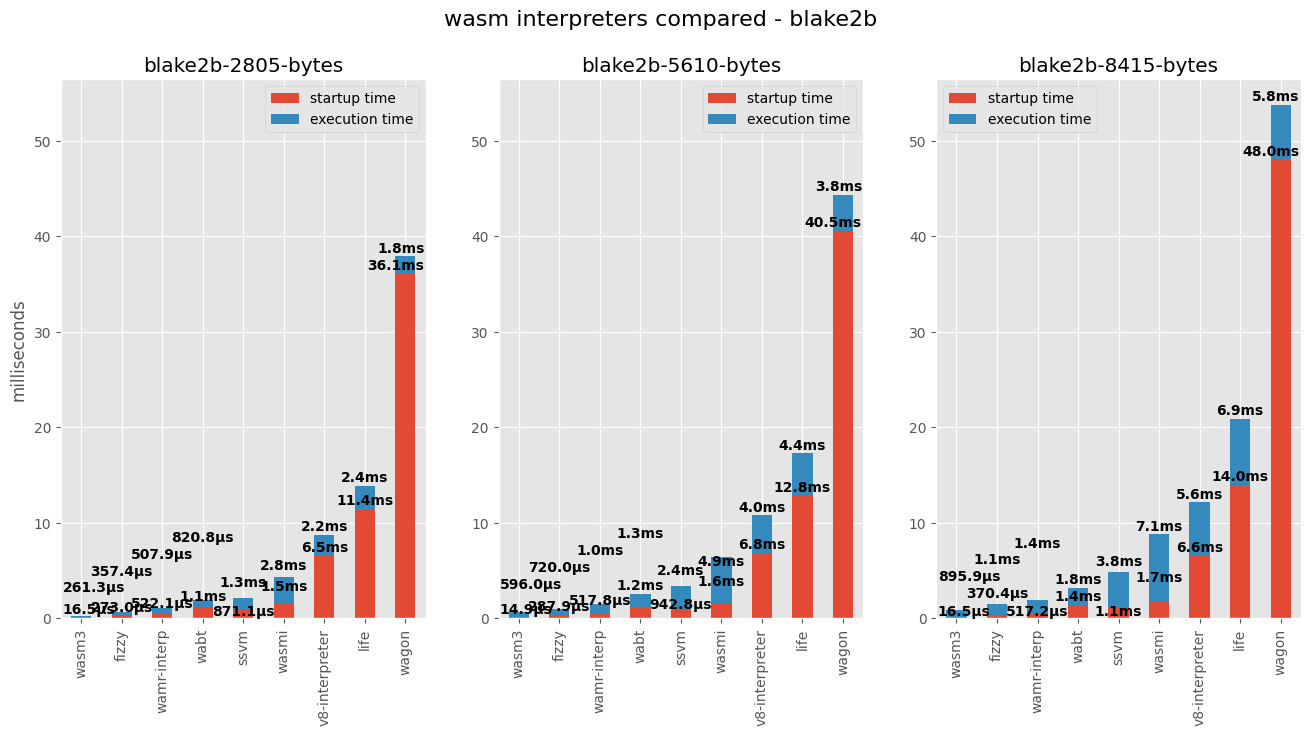 wasm interpreters compared - blake2b
blake2b-2805-bytes
startup time
execution time
milliseconds
50
40
30
20
10
0
261.3µs
16.5µs
357.4µs
273.0µs
507.9µs
522.1µs
820.8µs
1.1ms
1.3ms
871.1µs
2.8ms
1.5ms
2.2ms
6.5ms
2.4ms
11.4ms
1.8ms
36.1ms
wasm3
fizzy
wamr-interp
wabt
ssvm
wasmi
v8-interpreter
life
wagon
blake2b-5610-bytes
startup time
execution time
50
40
30
20
10
0
596.0µs
14.9µs
720.0µs
287.9µs
1.0ms
517.8µs
1.3ms
1.2ms
2.4ms
942.8µs
4.9ms
1.6ms
4.0ms
6.8ms
4.4ms
12.8ms
3.8ms
40.5ms
wasm3
fizzy
wamr-interp
wabt
ssvm
wasmi
v8-interpreter
life
wagon
blake2b-8415-bytes
startup time
execution time
50
40
30
20
10
0
895.9µs
16.5µs
1.1ms
370.4µs
1.4ms
517.2µs
1.8ms
1.4ms
3.8ms
1.1ms
7.1ms
1.7ms
5.6ms
6.6ms
6.9ms
14.0ms
5.8ms
48.0ms
wasm3
fizzy
wamr-interp
wabt
ssvm
wasmi
v8-interpreter
life
wagon